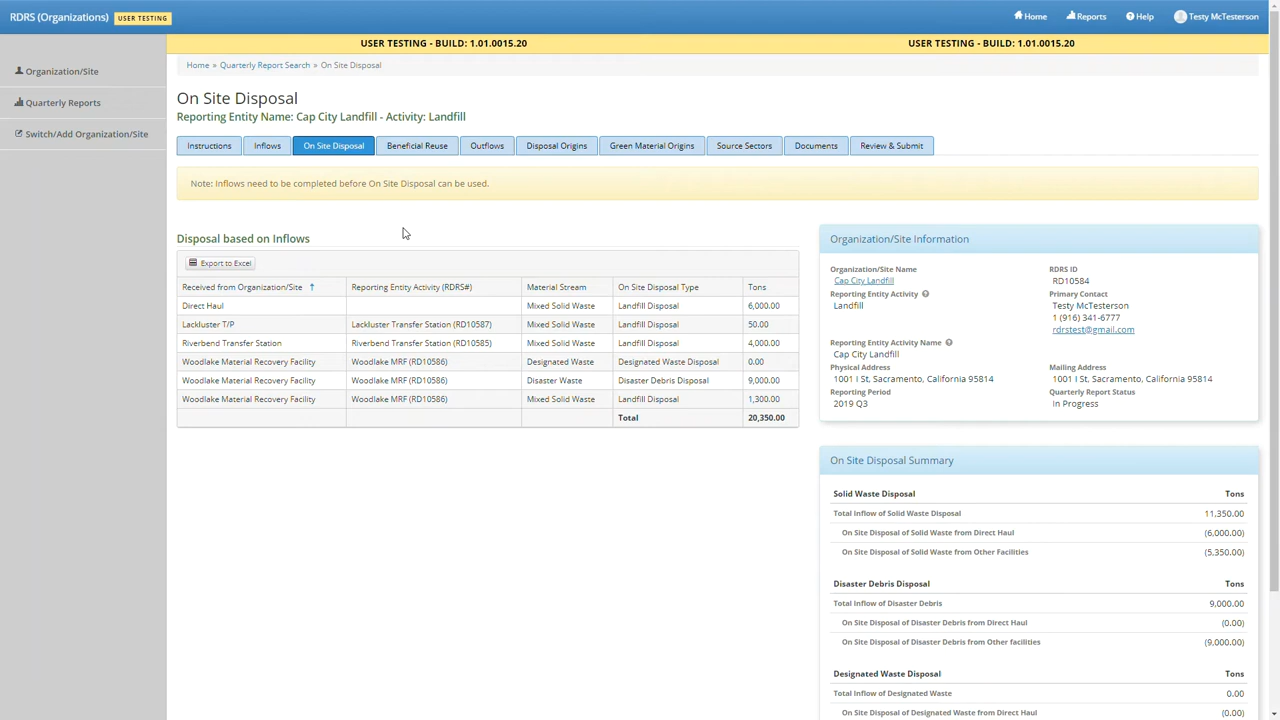 RDRS (Organizations) USER TESTING
Home Reports Help Testy McTesterson
USER TESTING - BUILD: 1.01.0015.20 USER TESTING - BUILD: 1.01.0015.20
Organization/Site
Quarterly Reports
Switch/Add Organization/Site
Home » Quarterly Report Search » On Site Disposal
On Site Disposal
Reporting Entity Name: Cap City Landfill - Activity: Landfill
Instructions Inflows On Site Disposal Beneficial Reuse Outflows Disposal Origins Green Material Origins Source Sectors Documents Review & Submit
Note: Inflows need to be completed before On Site Disposal can be used.
Disposal based on Inflows
Export to Excel
Received from Organization/Site ↑ Reporting Entity Activity (RDRS#) Material Stream On Site Disposal Type Tons
Direct Haul Mixed Solid Waste Landfill Disposal 6,000.00
Lackluster T/P Lackluster Transfer Station (RD10587) Mixed Solid Waste Landfill Disposal 50.00
Riverbend Transfer Station Riverbend Transfer Station (RD10585) Mixed Solid Waste Landfill Disposal 4,000.00
Woodlake Material Recovery Facility Woodlake MRF (RD10586) Designated Waste Designated Waste Disposal 0.00
Woodlake Material Recovery Facility Woodlake MRF (RD10586) Disaster Waste Disaster Debris Disposal 9,000.00
Woodlake Material Recovery Facility Woodlake MRF (RD10586) Mixed Solid Waste Landfill Disposal 1,300.00
Total 20,350.00
Organization/Site Information
Organization/Site Name
Cap City Landfill
Reporting Entity Activity
Landfill
Reporting Entity Activity Name
Cap City Landfill
Physical Address
1001 I St, Sacramento, California 95814
Reporting Period
2019 Q3
RDRS ID
RD10584
Primary Contact
Testy McTesterson
1 (916) 341-6777
rdrstest@gmail.com
Mailing Address
1001 I St, Sacramento, California 95814
Quarterly Report Status
In Progress
On Site Disposal Summary
Solid Waste Disposal Tons
Total Inflow of Solid Waste Disposal 11,350.00
On Site Disposal of Solid Waste from Direct Haul (6,000.00)
On Site Disposal of Solid Waste from Other Facilities (5,350.00)
Disaster Debris Disposal Tons
Total Inflow of Disaster Debris 9,000.00
On Site Disposal of Disaster Debris from Direct Haul (0.00)
On Site Disposal of Disaster Debris from Other facilities (9,000.00)
Designated Waste Disposal Tons
Total Inflow of Designated Waste 0.00
On Site Disposal of Designated Waste from Direct Haul (0.00)